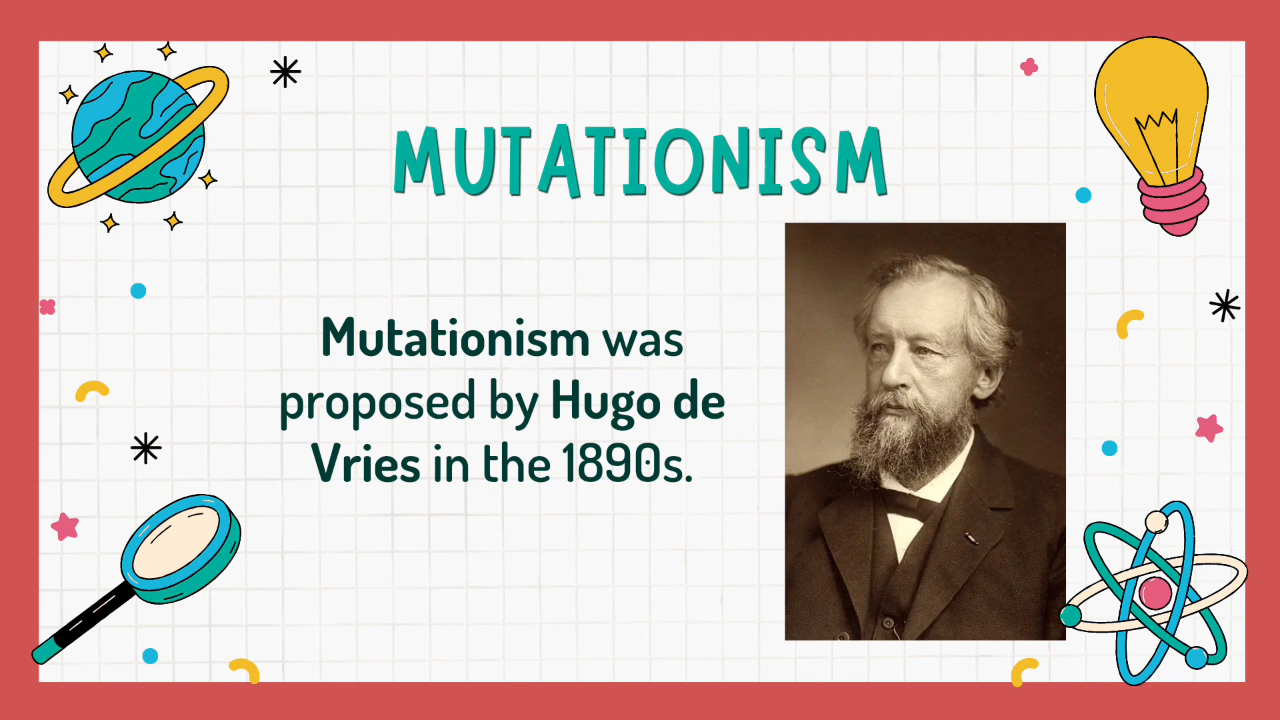 MUTATIONISM
Mutationism was
proposed by Hugo de
Vries in the 1890s.